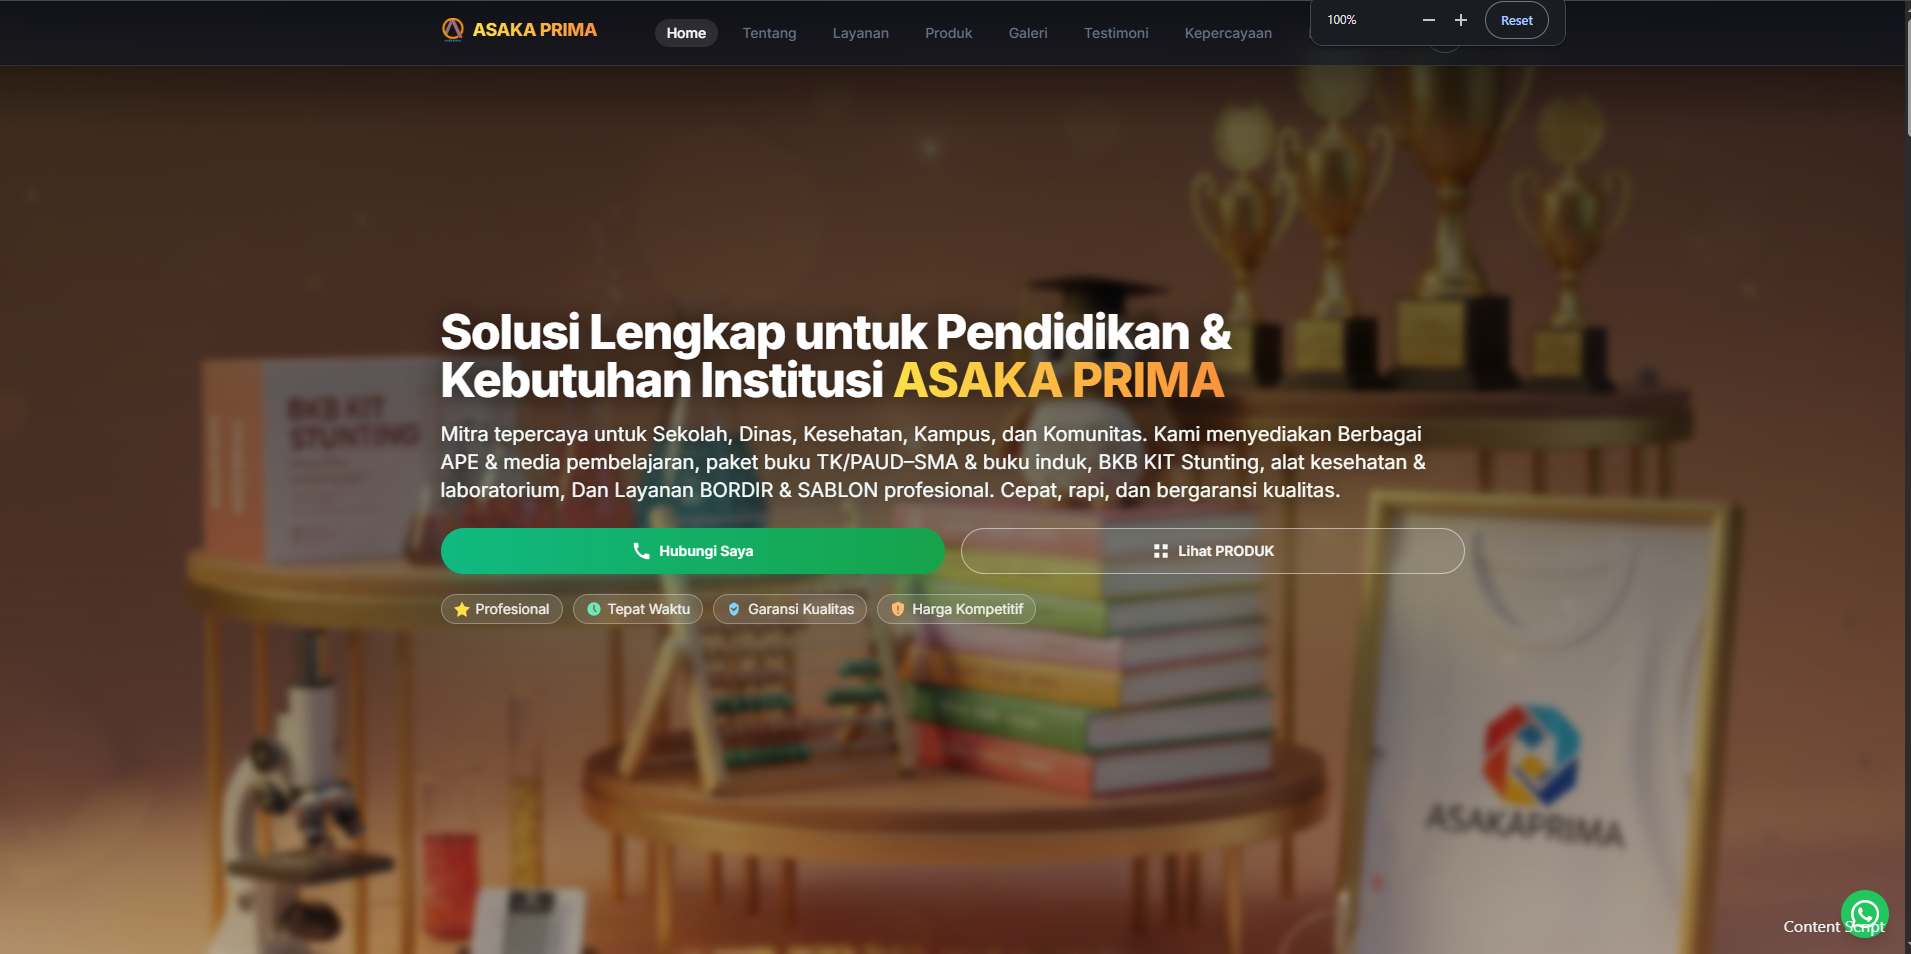 ASAKA PRIMA
Home
Tentang
Layanan
Produk
Galeri
Testimoni
Kepercayaan
100%
Reset
Solusi Lengkap untuk Pendidikan &
Kebutuhan Institusi ASAKA PRIMA
Mitra tepercaya untuk Sekolah, Dinas, Kesehatan, Kampus, dan Komunitas. Kami menyediakan Berbagai
APE & media pembelajaran, paket buku TK/PAUD–SMA & buku induk, BKB KIT Stunting, alat kesehatan &
laboratorium, Dan Layanan BORDIR & SABLON profesional. Cepat, rapi, dan bergaransi kualitas.
Hubungi Saya
Lihat PRODUK
Profesional
Tepat Waktu
Garansi Kualitas
Harga Kompetitif
BKB KIT
STUNTING
ASAKAPRIMA
Content Script